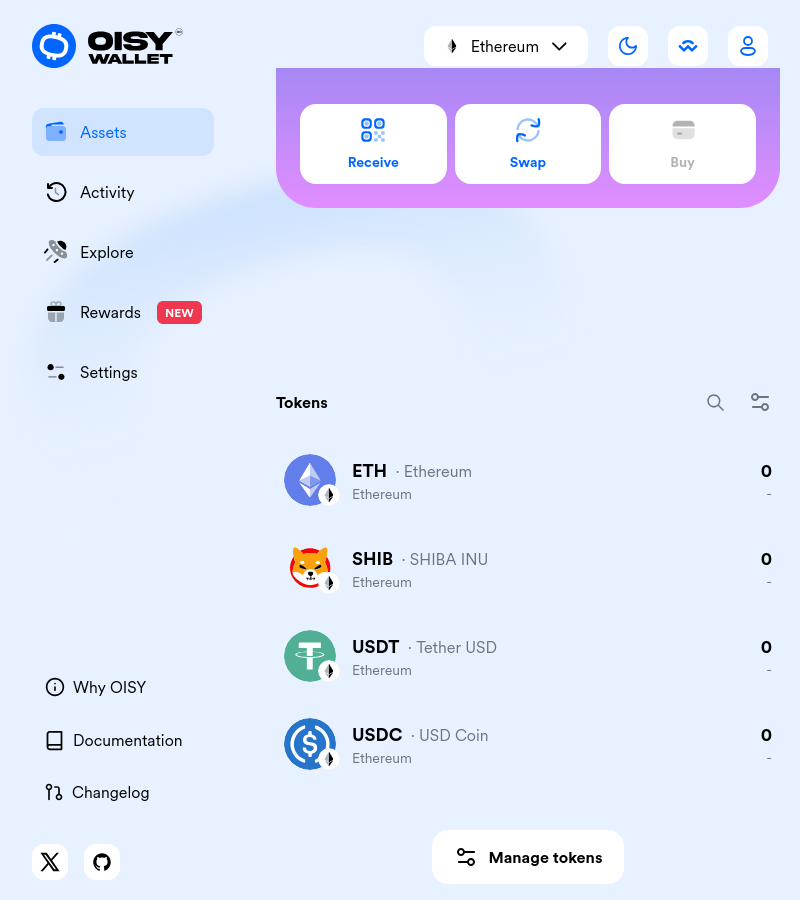 OISY
WALLET
Ethereum
Assets
Activity
Explore
Rewards NEW
Settings
Why OISY
Documentation
Changelog
Receive
Swap
Buy
Tokens
ETH · Ethereum
Ethereum
0
-
SHIB · SHIBA INU
Ethereum
0
-
USDT · Tether USD
Ethereum
0
-
USDC · USD Coin
Ethereum
0
-
Manage tokens